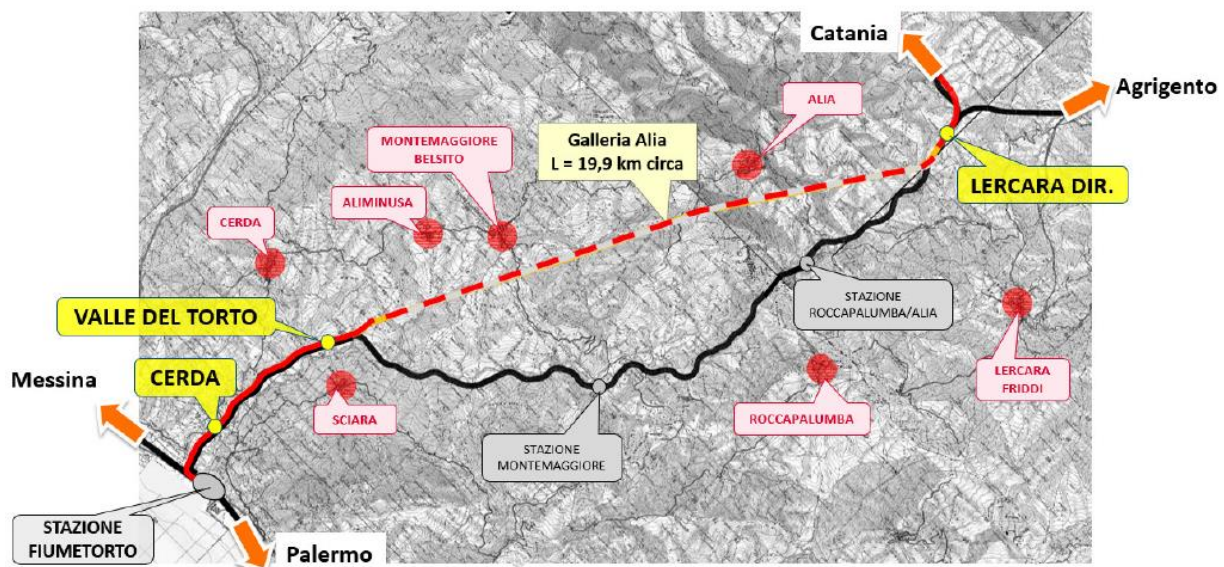 Catania
Agrigento
ALIA
Galleria Alia
L = 19,9 km circa
MONTEMAGGIORE
BELSITO
LERCARA DIR.
ALIMINUSA
CERDA
STAZIONE
ROCCAPALUMBA/ALIA
VALLE DEL TORTO
CERDA
Messina
LERCARA
FRIDDI
SCIARA
ROCCAPALUMBA
STAZIONE
MONTEMAGGIORE
STAZIONE
FIUMETORTO
Palermo